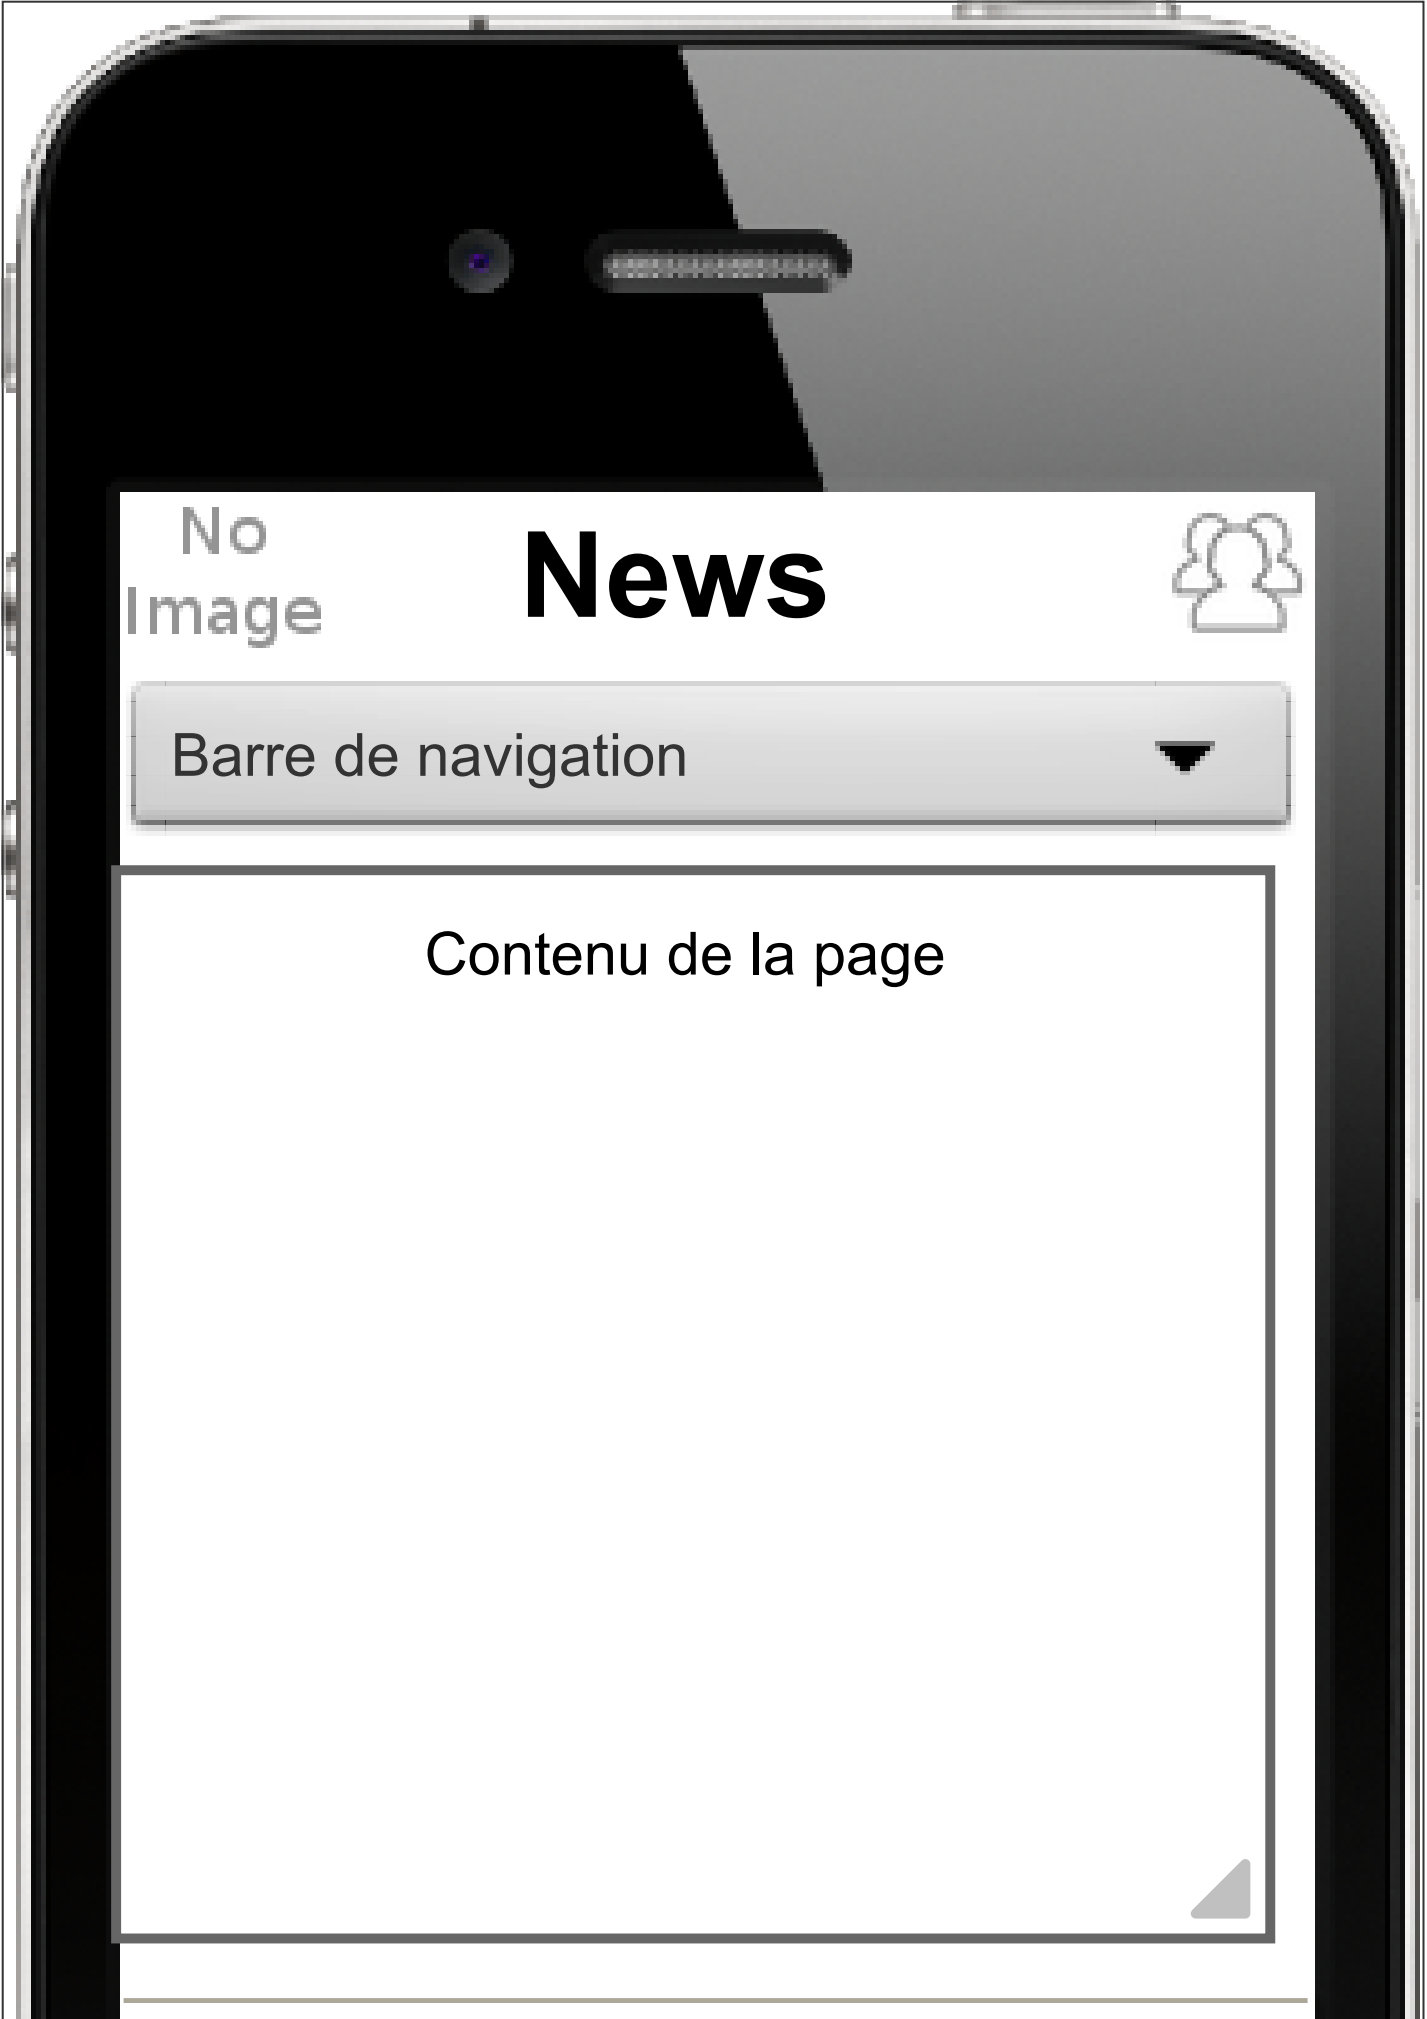 No
Image
News
Barre de navigation
Contenu de la page